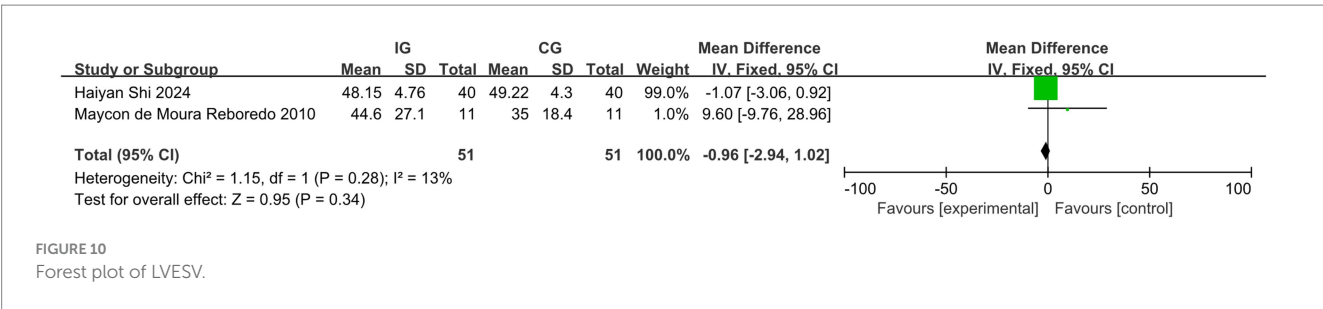 IG CG Mean Difference Mean Difference
Study or Subgroup Mean SD Total Mean SD Total Weight IV, Fixed, 95% CI IV, Fixed, 95% CI
Haiyan Shi 2024 48.15 4.76 40 49.22 4.3 40 99.0% -1.07 [-3.06, 0.92]
Maycon de Moura Reboredo 2010 44.6 27.1 11 35 18.4 11 1.0% 9.60 [-9.76, 28.96]
Total (95% CI) 51 51 100.0% -0.96 [-2.94, 1.02]
Heterogeneity: Chi² = 1.15, df = 1 (P = 0.28); I² = 13%
Test for overall effect: Z = 0.95 (P = 0.34)
-100 -50 0 50 100
Favours [experimental] Favours [control]
FIGURE 10
Forest plot of LVESV.